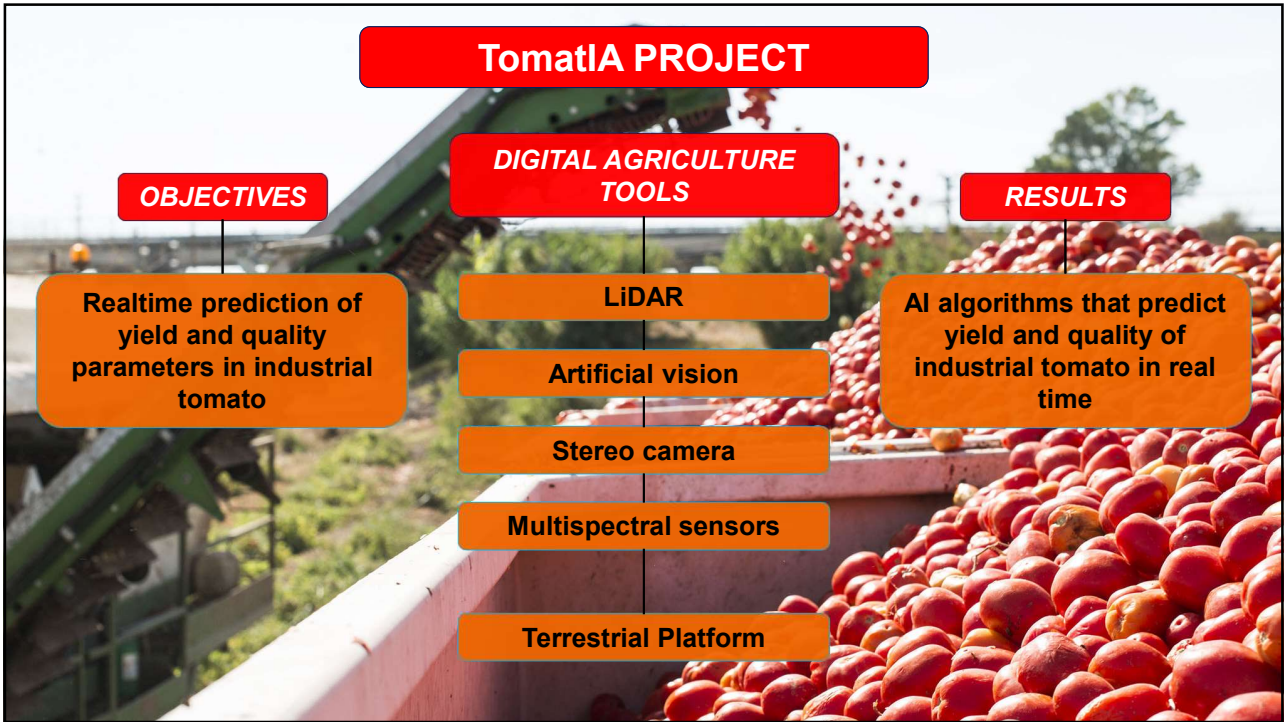 TomatIA PROJECT
OBJECTIVES
Realtime prediction of
yield and quality
parameters in industrial
tomato
DIGITAL AGRICULTURE
TOOLS
LiDAR
Artificial vision
Stereo camera
Multispectral sensors
Terrestrial Platform
RESULTS
AI algorithms that predict
yield and quality of
industrial tomato in real
time